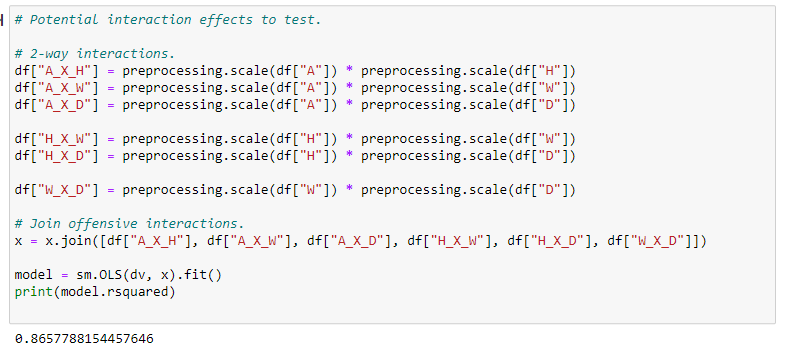 # Potential interaction effects to test.
# 2-way interactions.
df["A_X_H"] = preprocessing.scale(df["A"]) * preprocessing.scale(df["H"])
df["A_X_W"] = preprocessing.scale(df["A"]) * preprocessing.scale(df["W"])
df["A_X_D"] = preprocessing.scale(df["A"]) * preprocessing.scale(df["D"])
df["H_X_W"] = preprocessing.scale(df["H"]) * preprocessing.scale(df["W"])
df["H_X_D"] = preprocessing.scale(df["H"]) * preprocessing.scale(df["D"])
df["W_X_D"] = preprocessing.scale(df["W"]) * preprocessing.scale(df["D"])
# Join offensive interactions.
x = x.join([df["A_X_H"], df["A_X_W"], df["A_X_D"], df["H_X_W"], df["H_X_D"], df["W_X_D"]])
model = sm.OLS(dv, x).fit()
print(model.rsquared)
0.8657788154457646